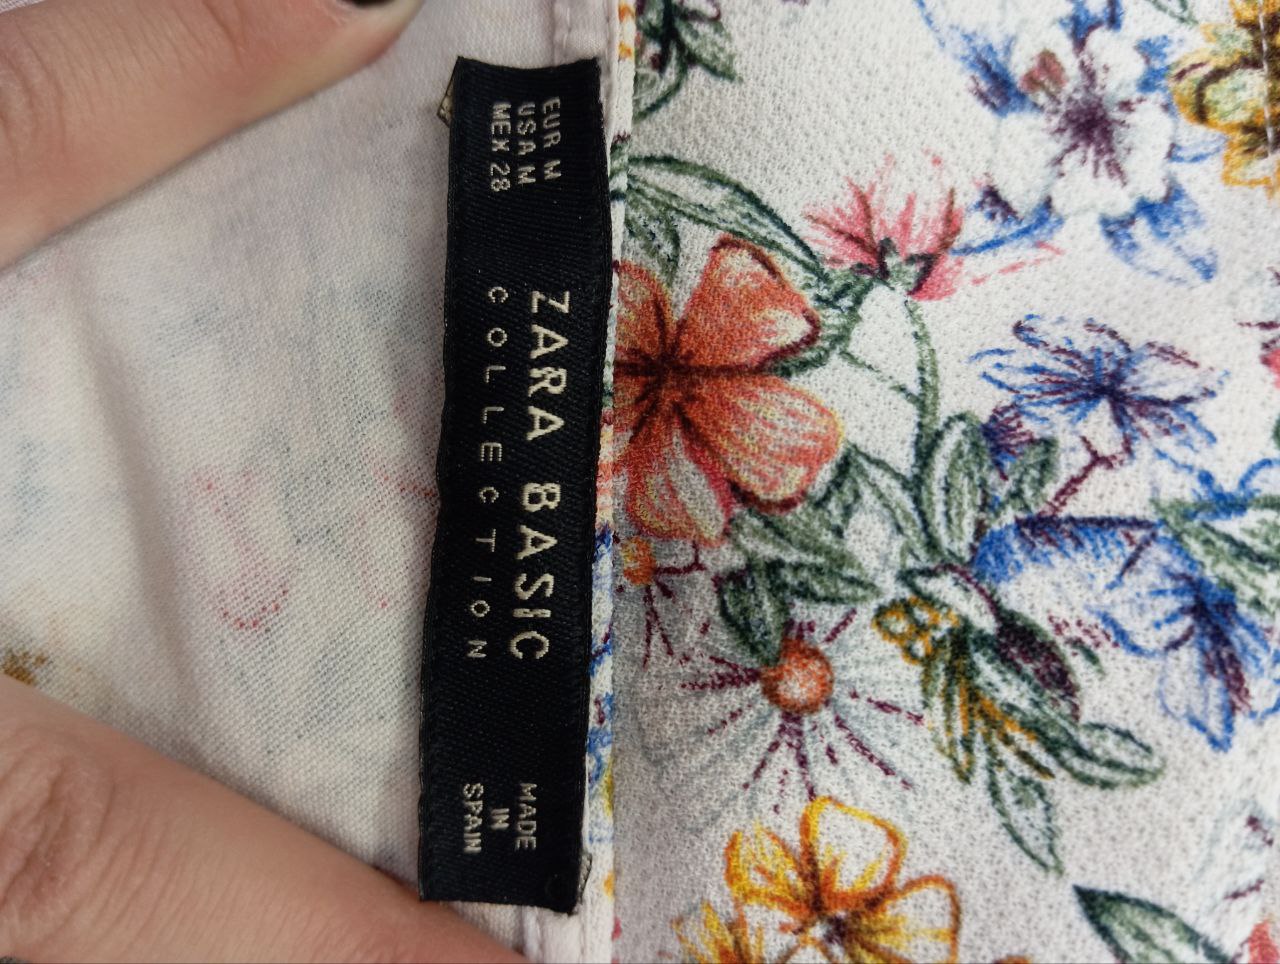 EUR M
USA M
MEX 28
ZARA BASIC
COLLECTION
MADE
IN
SPAIN